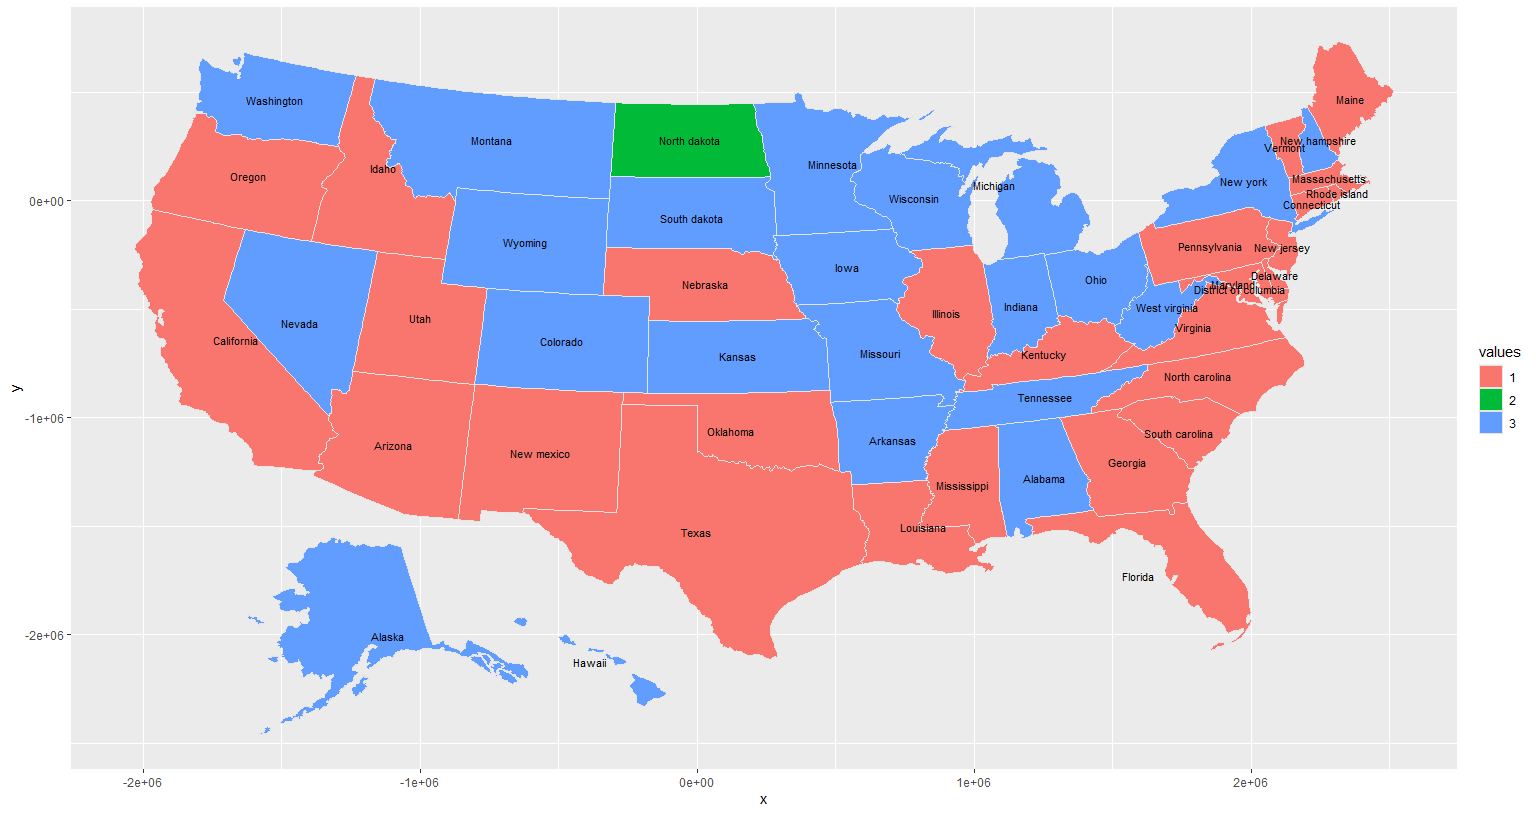 Maine
Washington
Montana
North dakota
New hampshire
Vermont
Minnesota
Idaho
Oregon
Massachusetts
New york
Michigan
Rhode island
Wisconsin
Connecticut
0e+00
South dakota
Wyoming
Pennsylvania
New jersey
Iowa
Delaware
Ohio
Nebraska
Maryland
District of columbia
Indiana
West virginia
Illinois
Utah
Nevada
Virginia
California
Colorado
Kansas
Missouri
Kentucky
values
1
2
3
North carolina
y
Tennessee
-1e+06
Oklahoma
South carolina
Arkansas
Arizona
New mexico
Georgia
Alabama
Mississippi
Louisiana
Texas
Florida
-2e+06
Alaska
Hawaii
-2e+06
-1e+06
0e+00
1e+06
2e+06
x